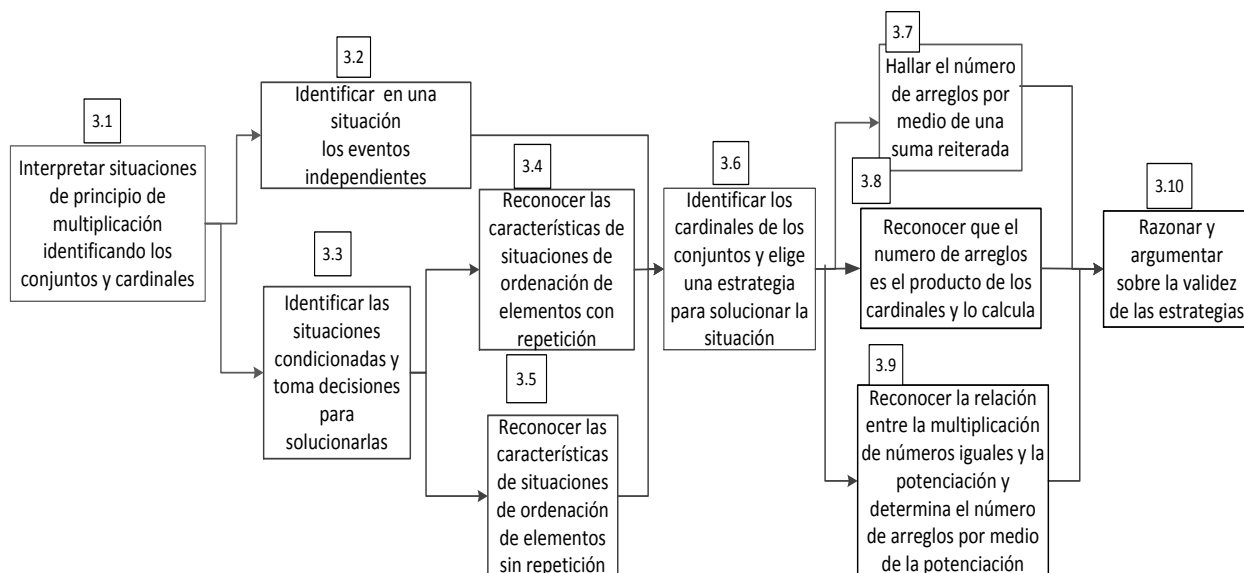 3.1
Interpretar situaciones
de principio de
multiplicación
identificando los
conjuntos y cardinales
3.2
Identificar en una
situación
los eventos
independientes
3.3
Identificar las
situaciones
condicionadas y
toma decisiones
para
solucionarlas
3.4
Reconocer las
características de
situaciones de
ordenación de
elementos con
repetición
3.5
Reconocer las
características
de situaciones
de ordenación
de elementos
sin repetición
3.6
Identificar los
cardinales de los
conjuntos y elige
una estrategia
para solucionar la
situación
3.7
Hallar el número
de arreglos por
medio de una
suma reiterada
3.8
Reconocer que el
numero de arreglos
es el producto de los
cardinales y lo calcula
3.9
Reconocer la relación
entre la multiplicación
de números iguales y la
potenciación y
determina el número
de arreglos por medio
de la potenciación
3.10
Razonar y
argumentar
sobre la validez
de las estrategias